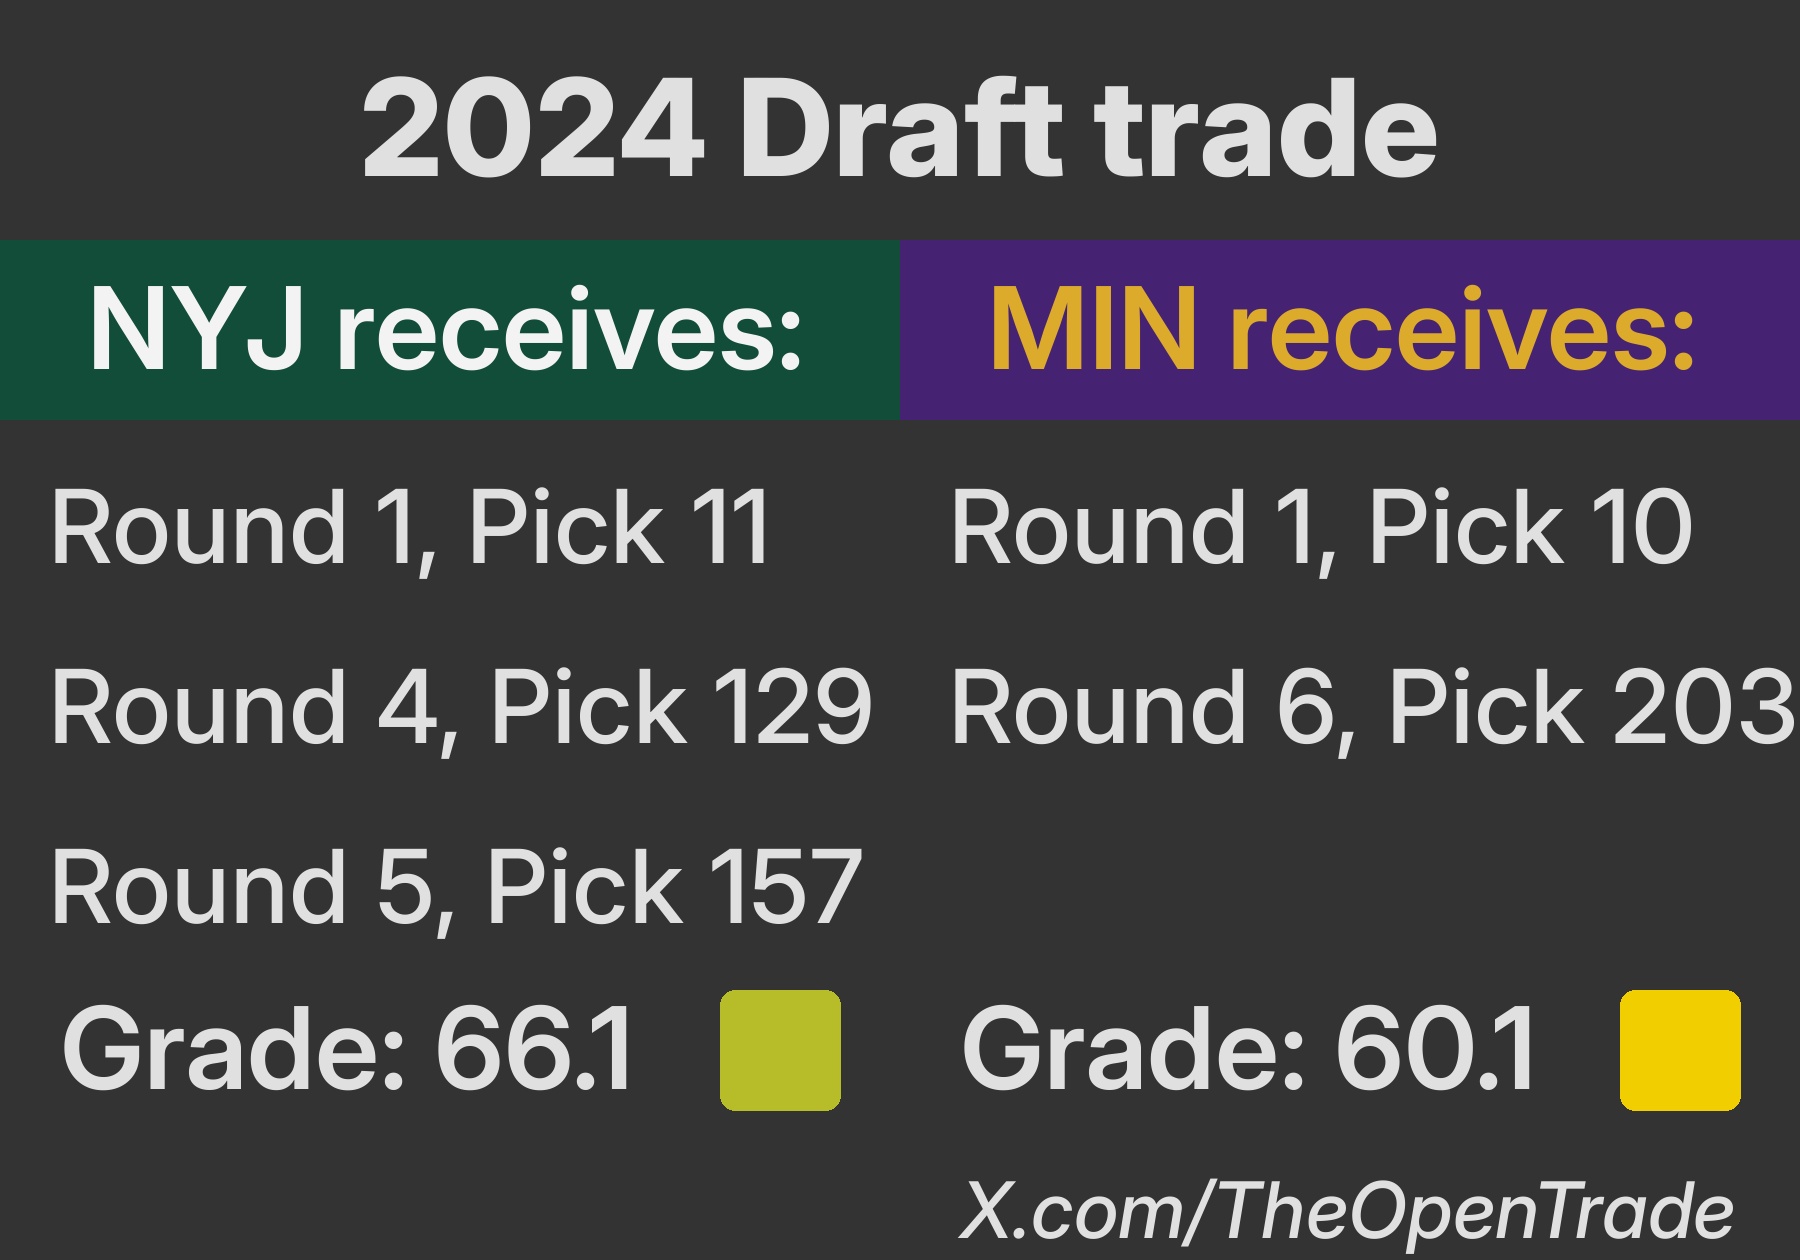 2024 Draft trade
NYJ receives:
MIN receives:
Round 1, Pick 11
Round 1, Pick 10
Round 4, Pick 129
Round 6, Pick 203
Round 5, Pick 157
Grade: 66.1
Grade: 60.1
X.com/TheOpenTrade